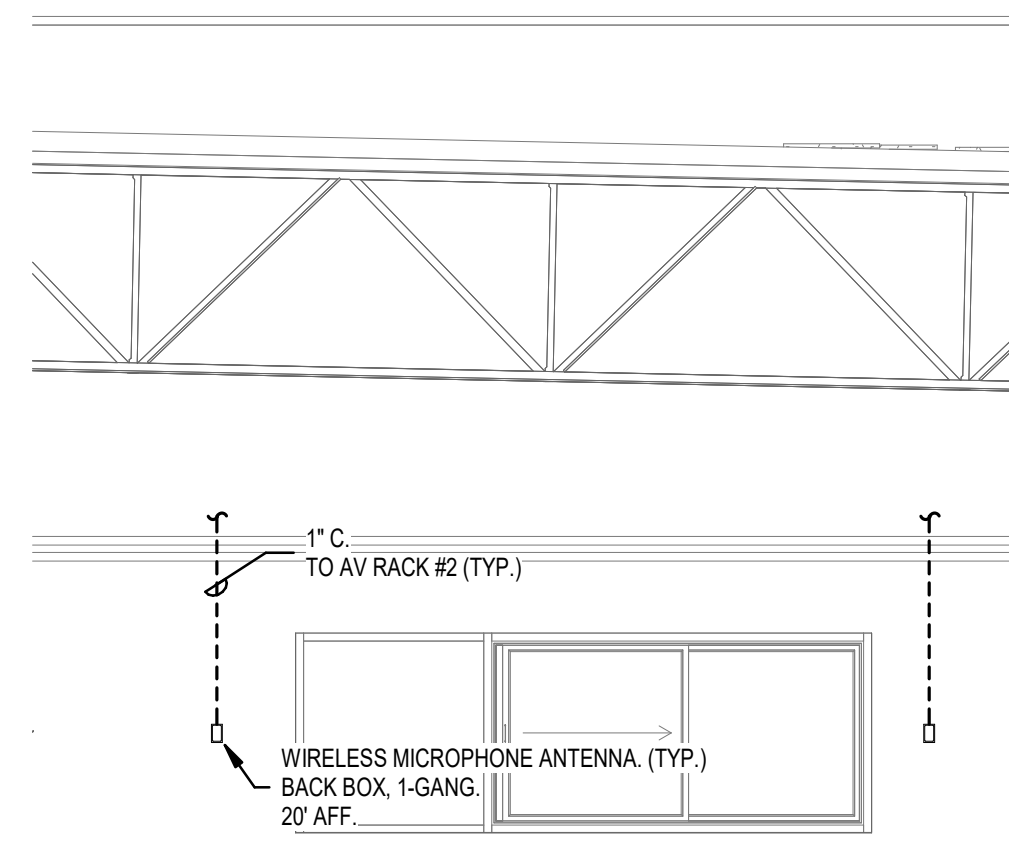 1" C.
TO AV RACK #2 (TYP.)
WIRELESS MICROPHONE ANTENNA. (TYP.)
BACK BOX, 1-GANG.
20' AFF.